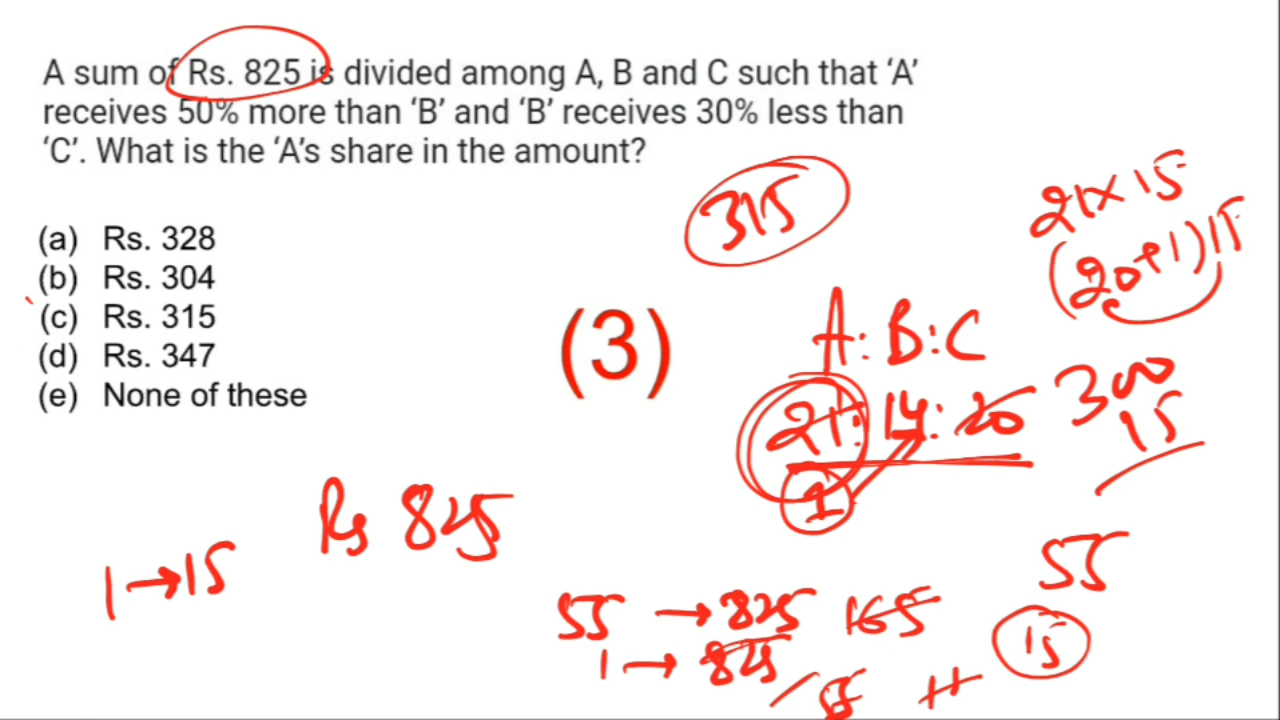 A sum of Rs. 825 is divided among A, B and C such that ‘A’
receives 50% more than ‘B’ and ‘B’ receives 30% less than
‘C’. What is the ‘A’s share in the amount?
315
21×15
(20+1)15
(a) Rs. 328
(b) Rs. 304
(c) Rs. 315
(d) Rs. 347
(e) None of these
(3)
A:B:C
21:14:20
300
15
1
Rs 825
1→15
55
55 → 825 165
1 → 825
15
55 11